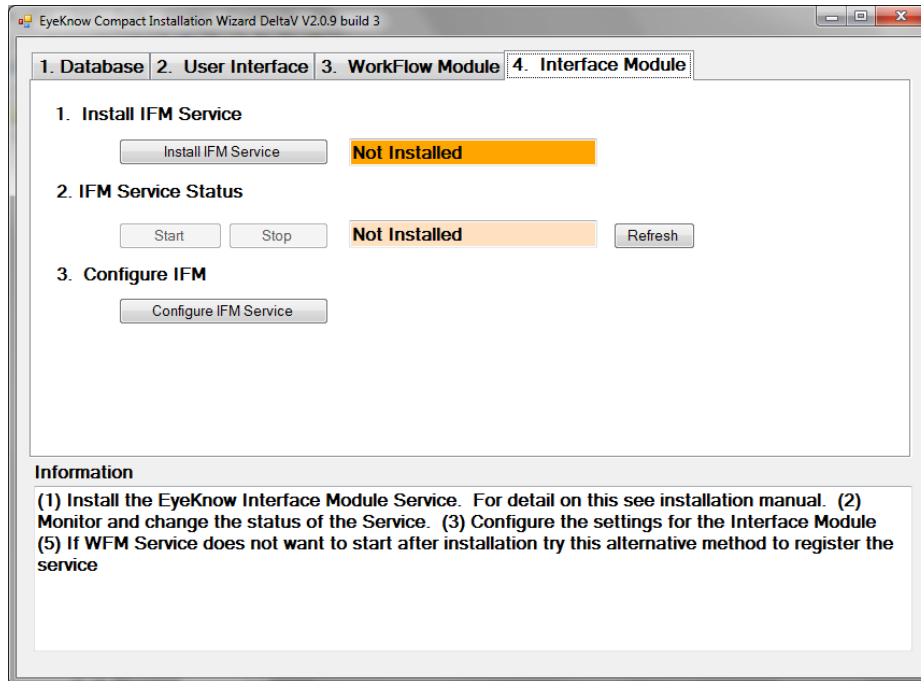 EyeKnow Compact Installation Wizard DeltaV V2.0.9 build 3
1. Database 2. User Interface 3. WorkFlow Module 4. Interface Module
1. Install IFM Service
Install IFM Service Not Installed
2. IFM Service Status
Start Stop Not Installed Refresh
3. Configure IFM
Configure IFM Service
Information
(1) Install the EyeKnow Interface Module Service. For detail on this see installation manual. (2)
Monitor and change the status of the Service. (3) Configure the settings for the Interface Module
(5) If WFM Service does not want to start after installation try this alternative method to register the
service